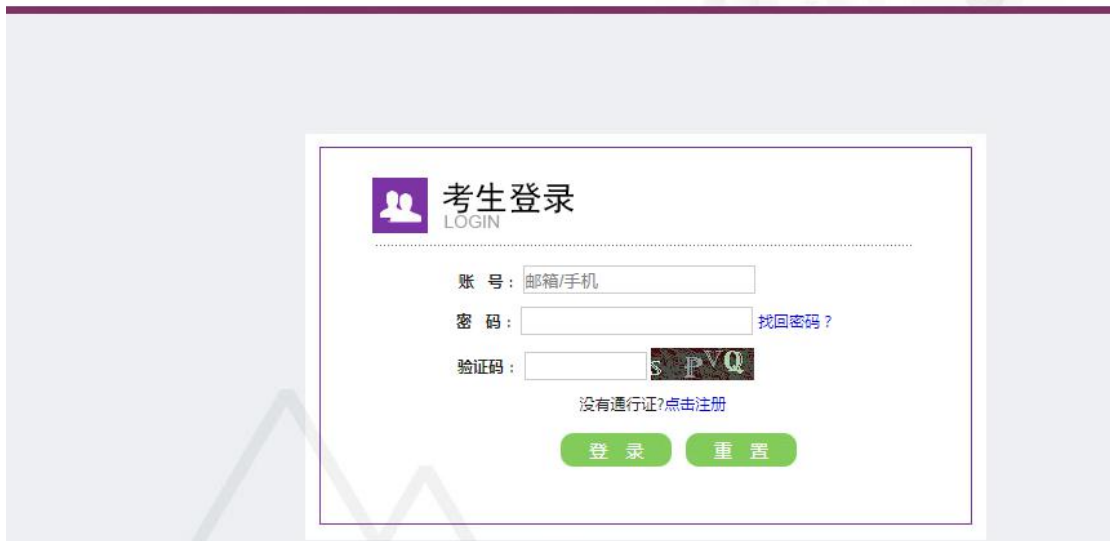 考生登录
LOGIN
账 号： 邮箱/手机
密 码： 找回密码？
验证码： S P V Q
没有通行证?点击注册
登 录 重 置